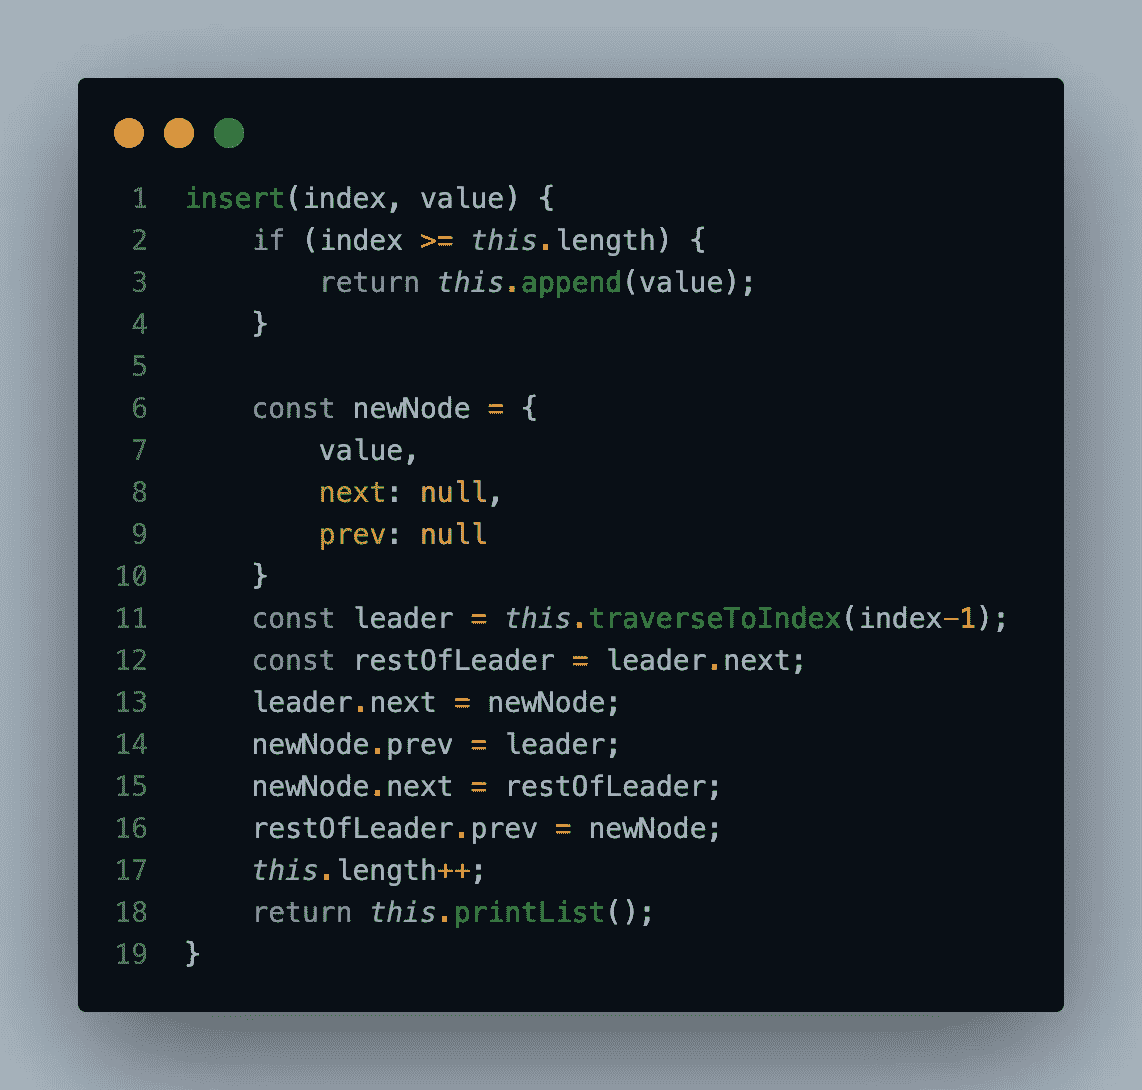 1 insert(index, value) {
2     if (index >= this.length) {
3         return this.append(value);
4     }
5
6     const newNode = {
7         value,
8         next: null,
9         prev: null
10     }
11     const leader = this.traverseToIndex(index-1);
12     const restOfLeader = leader.next;
13     leader.next = newNode;
14     newNode.prev = leader;
15     newNode.next = restOfLeader;
16     restOfLeader.prev = newNode;
17     this.length++;
18     return this.printList();
19 }